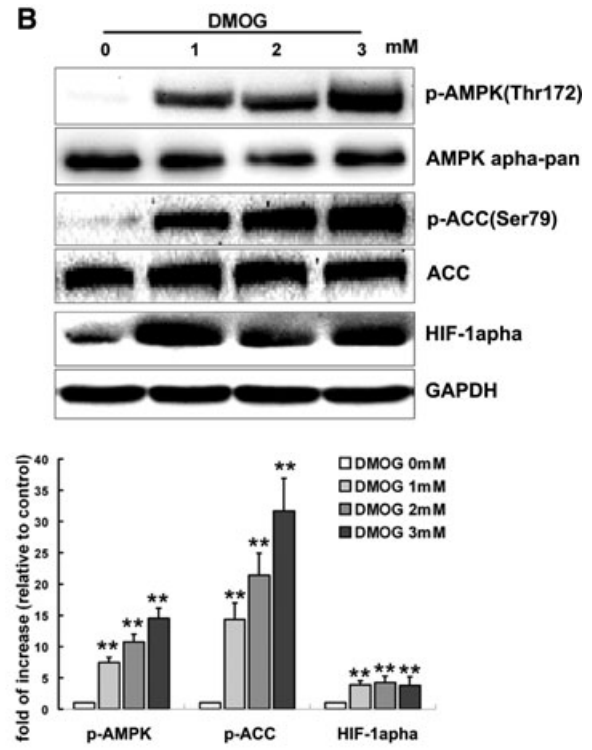 B
DMOG
0 1 2 3 mM
p-AMPK(Thr172)
AMPK apha-pan
p-ACC(Ser79)
ACC
HIF-1apha
GAPDH
fold of increase (relative to control)
40
35
30
25
20
15
10
5
0
** ** **
** ** **
** ** **
DMOG 0mM
DMOG 1mM
DMOG 2mM
DMOG 3mM
p-AMPK p-ACC HIF-1apha